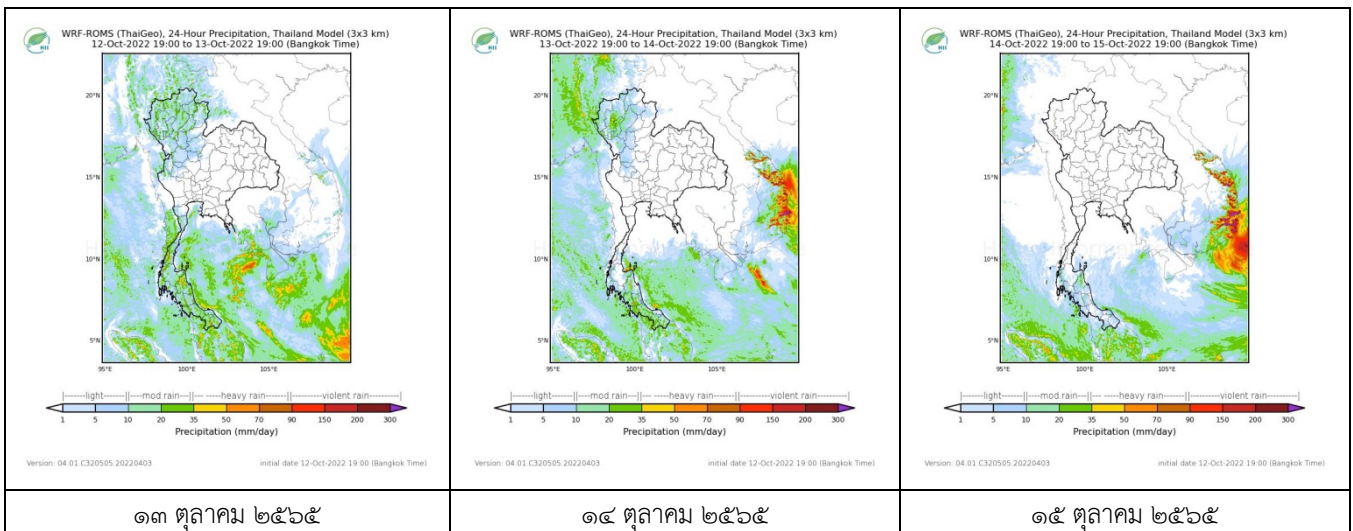 WRF-ROMS (ThaiGeo), 24-Hour Precipitation, Thailand Model (3x3 km)
12-Oct-2022 19:00 to 13-Oct-2022 19:00 (Bangkok Time)
HII
20°N
15°N
10°N
5°N
95°E 100°E 105°E
|------light------||---mod rain---||--- ---heavy rain------||------violent rain------|
1 5 10 20 35 50 70 90 150 200 300
Precipitation (mm/day)
Version: 04.01.C320505.20220403 initial date 12-Oct-2022 19:00 (Bangkok Time)
๑๓ ตุลาคม ๒๕๖๕
WRF-ROMS (ThaiGeo), 24-Hour Precipitation, Thailand Model (3x3 km)
13-Oct-2022 19:00 to 14-Oct-2022 19:00 (Bangkok Time)
HII
20°N
15°N
10°N
5°N
95°E 100°E 105°E
|------light------||---mod rain---||--- ---heavy rain------||------violent rain------|
1 5 10 20 35 50 70 90 150 200 300
Precipitation (mm/day)
Version: 04.01.C320505.20220403 initial date 12-Oct-2022 19:00 (Bangkok Time)
๑๔ ตุลาคม ๒๕๖๕
WRF-ROMS (ThaiGeo), 24-Hour Precipitation, Thailand Model (3x3 km)
14-Oct-2022 19:00 to 15-Oct-2022 19:00 (Bangkok Time)
HII
20°N
15°N
10°N
5°N
95°E 100°E 105°E
|------light------||---mod rain---||--- ---heavy rain------||------violent rain------|
1 5 10 20 35 50 70 90 150 200 300
Precipitation (mm/day)
Version: 04.01.C320505.20220403 initial date 12-Oct-2022 19:00 (Bangkok Time)
๑๕ ตุลาคม ๒๕๖๕